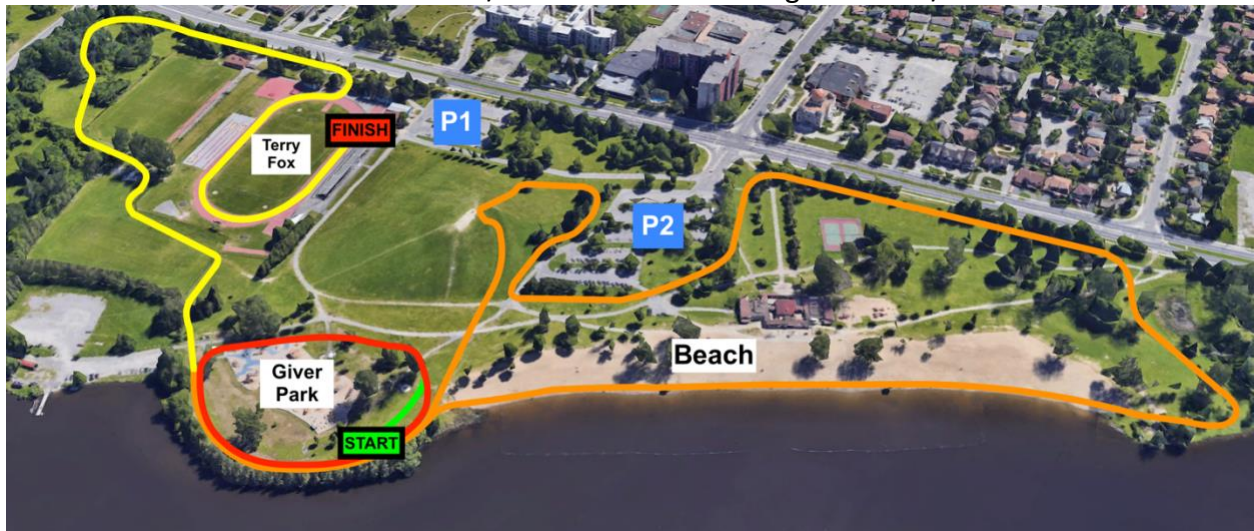 Terry
Fox
FINISH
P1
P2
Beach
Giver
Park
START